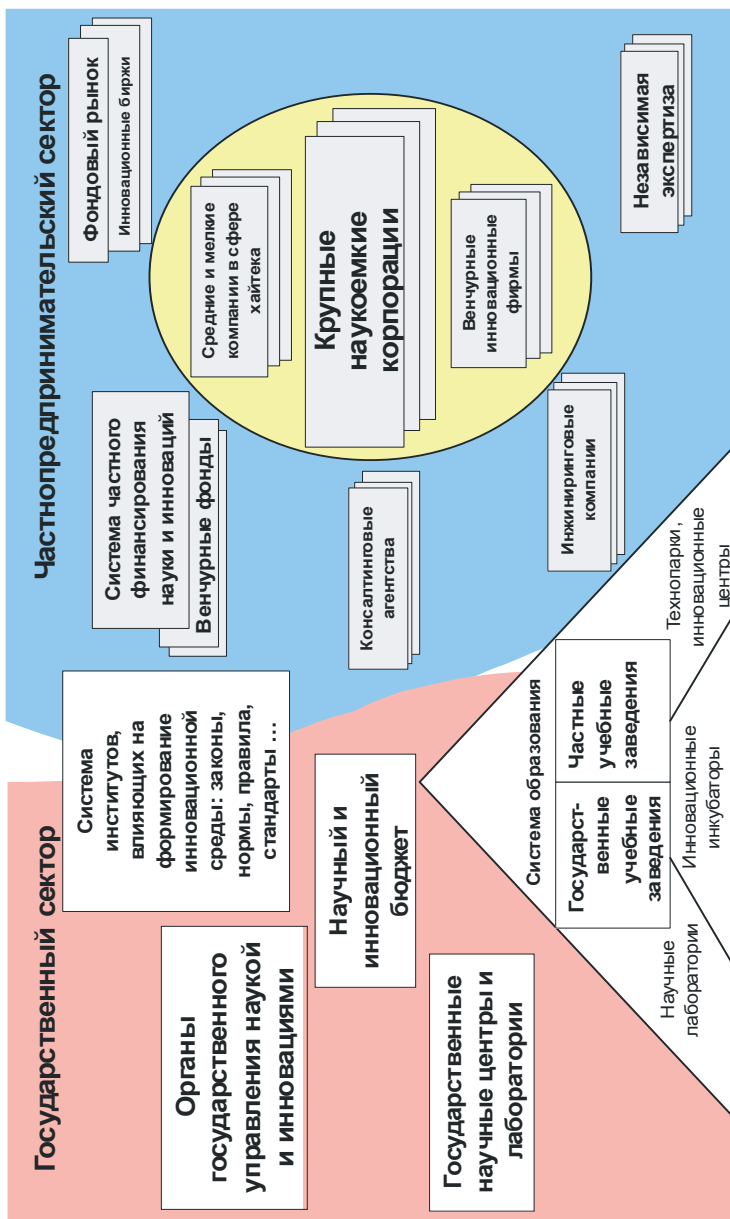 Государственный сектор
Частнопредпринимательский сектор
Органы
государственного
управления наукой
и инновациями
Система
институтов,
влияющих на
формирование
инновационной
среды: законы,
нормы, правила,
стандарты ...
Научный и
инновационный
бюджет
Государственные
научные центры и
лаборатории
Система частного
финансирования
науки и инноваций
Венчурные фонды
Фондовый рынок
Инновационные биржи
Средние и мелкие
компании в сфере
хайтека
Крупные
наукоемкие
корпорации
Венчурные
инновационные
фирмы
Консалтинговые
агентства
Инжиниринговые
компании
Независимая
экспертиза
Система образования
Государст-
венные
учебные
заведения
Частные
учебные
заведения
Научные
лаборатории
Инновационные
инкубаторы
Технопарки,
инновационные
центры